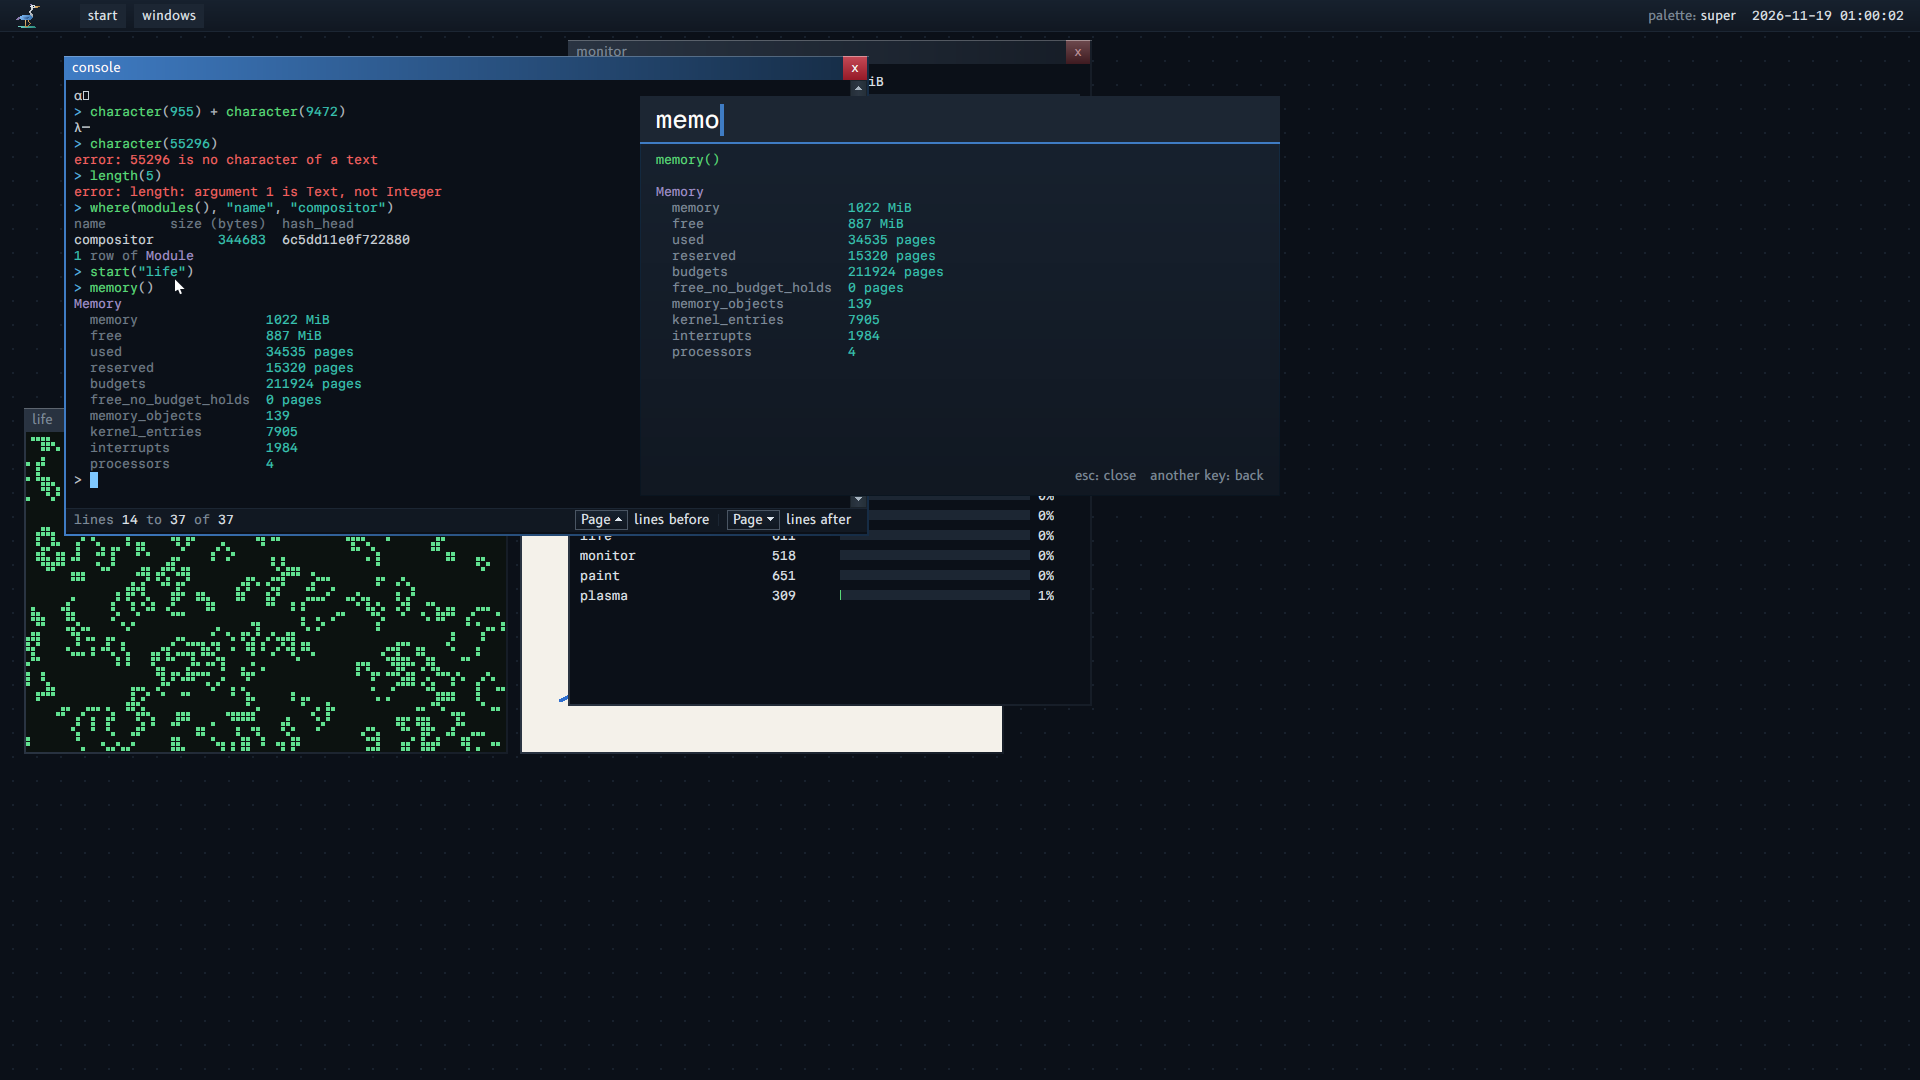 start windows palette: super 2026-11-19 01:00:02
monitor x
console x
iB
α▯
> character(955) + character(9472)
λ─
> character(55296)
error: 55296 is no character of a text
> length(5)
error: length: argument 1 is Text, not Integer
> where(modules(), "name", "compositor")
name size (bytes) hash_head
compositor 344683 6c5dd11e0f722880
1 row of Module
> start("life")
> memory()
Memory
memory 1022 MiB
free 887 MiB
used 34535 pages
reserved 15320 pages
budgets 211924 pages
free_no_budget_holds 0 pages
memory_objects 139
kernel_entries 7905
interrupts 1984
processors 4
>
lines 14 to 37 of 37 Page lines before Page lines after
memo
memory()
Memory
memory 1022 MiB
free 887 MiB
used 34535 pages
reserved 15320 pages
budgets 211924 pages
free_no_budget_holds 0 pages
memory_objects 139
kernel_entries 7905
interrupts 1984
processors 4
esc: close another key: back
life
0%
0%
life 611 0%
monitor 518 0%
paint 651 0%
plasma 309 1%